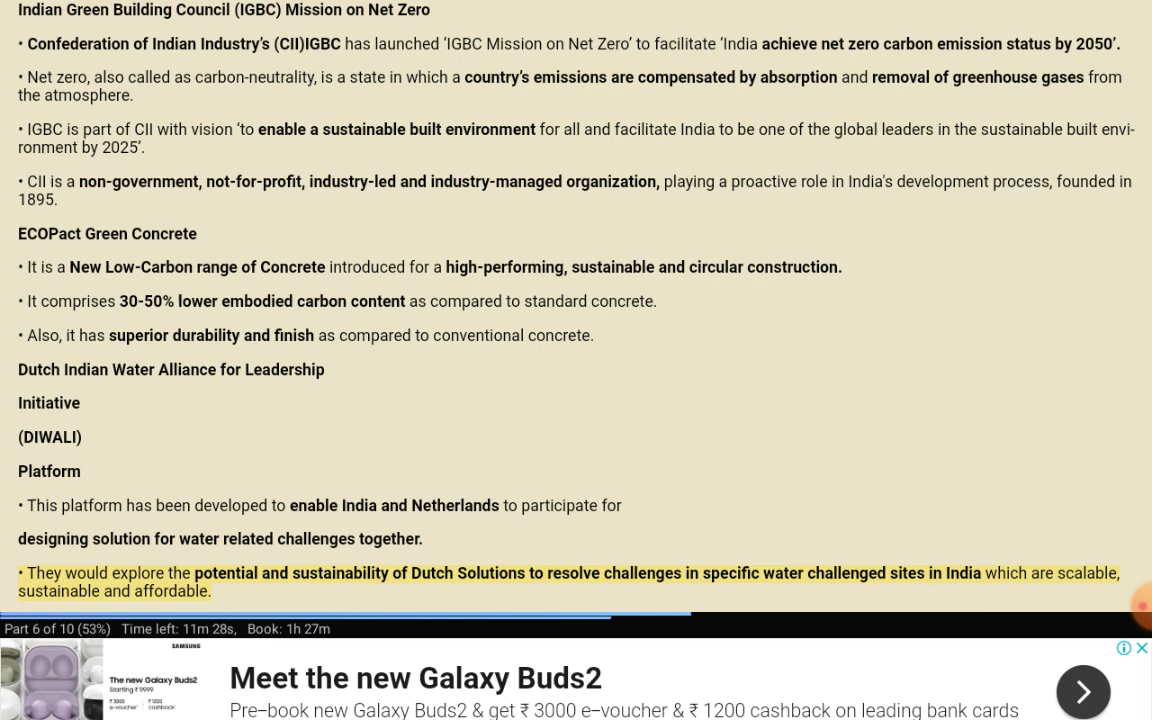 Indian Green Building Council (IGBC) Mission on Net Zero
• Confederation of Indian Industry's (CII)IGBC has launched 'IGBC Mission on Net Zero' to facilitate 'India achieve net zero carbon emission status by 2050'.
• Net zero, also called as carbon-neutrality, is a state in which a country's emissions are compensated by absorption and removal of greenhouse gases from
the atmosphere.
• IGBC is part of CII with vision 'to enable a sustainable built environment for all and facilitate India to be one of the global leaders in the sustainable built envi-
ronment by 2025'.
• CII is a non-government, not-for-profit, industry-led and industry-managed organization, playing a proactive role in India's development process, founded in
1895.
ECOPact Green Concrete
• It is a New Low-Carbon range of Concrete introduced for a high-performing, sustainable and circular construction.
• It comprises 30-50% lower embodied carbon content as compared to standard concrete.
• Also, it has superior durability and finish as compared to conventional concrete.
Dutch Indian Water Alliance for Leadership
Initiative
(DIWALI)
Platform
• This platform has been developed to enable India and Netherlands to participate for
designing solution for water related challenges together.
• They would explore the potential and sustainability of Dutch Solutions to resolve challenges in specific water challenged sites in India which are scalable,
sustainable and affordable.
Part 6 of 10 (53%) Time left: 11m 28s, Book: 1h 27m
SAMSUNG
The new Galaxy Buds2
Starting ₹ 11999
₹ 3000 ₹ 1200
e-voucher cashback
Meet the new Galaxy Buds2
Pre-book new Galaxy Buds2 & get ₹ 3000 e-voucher & ₹ 1200 cashback on leading bank cards